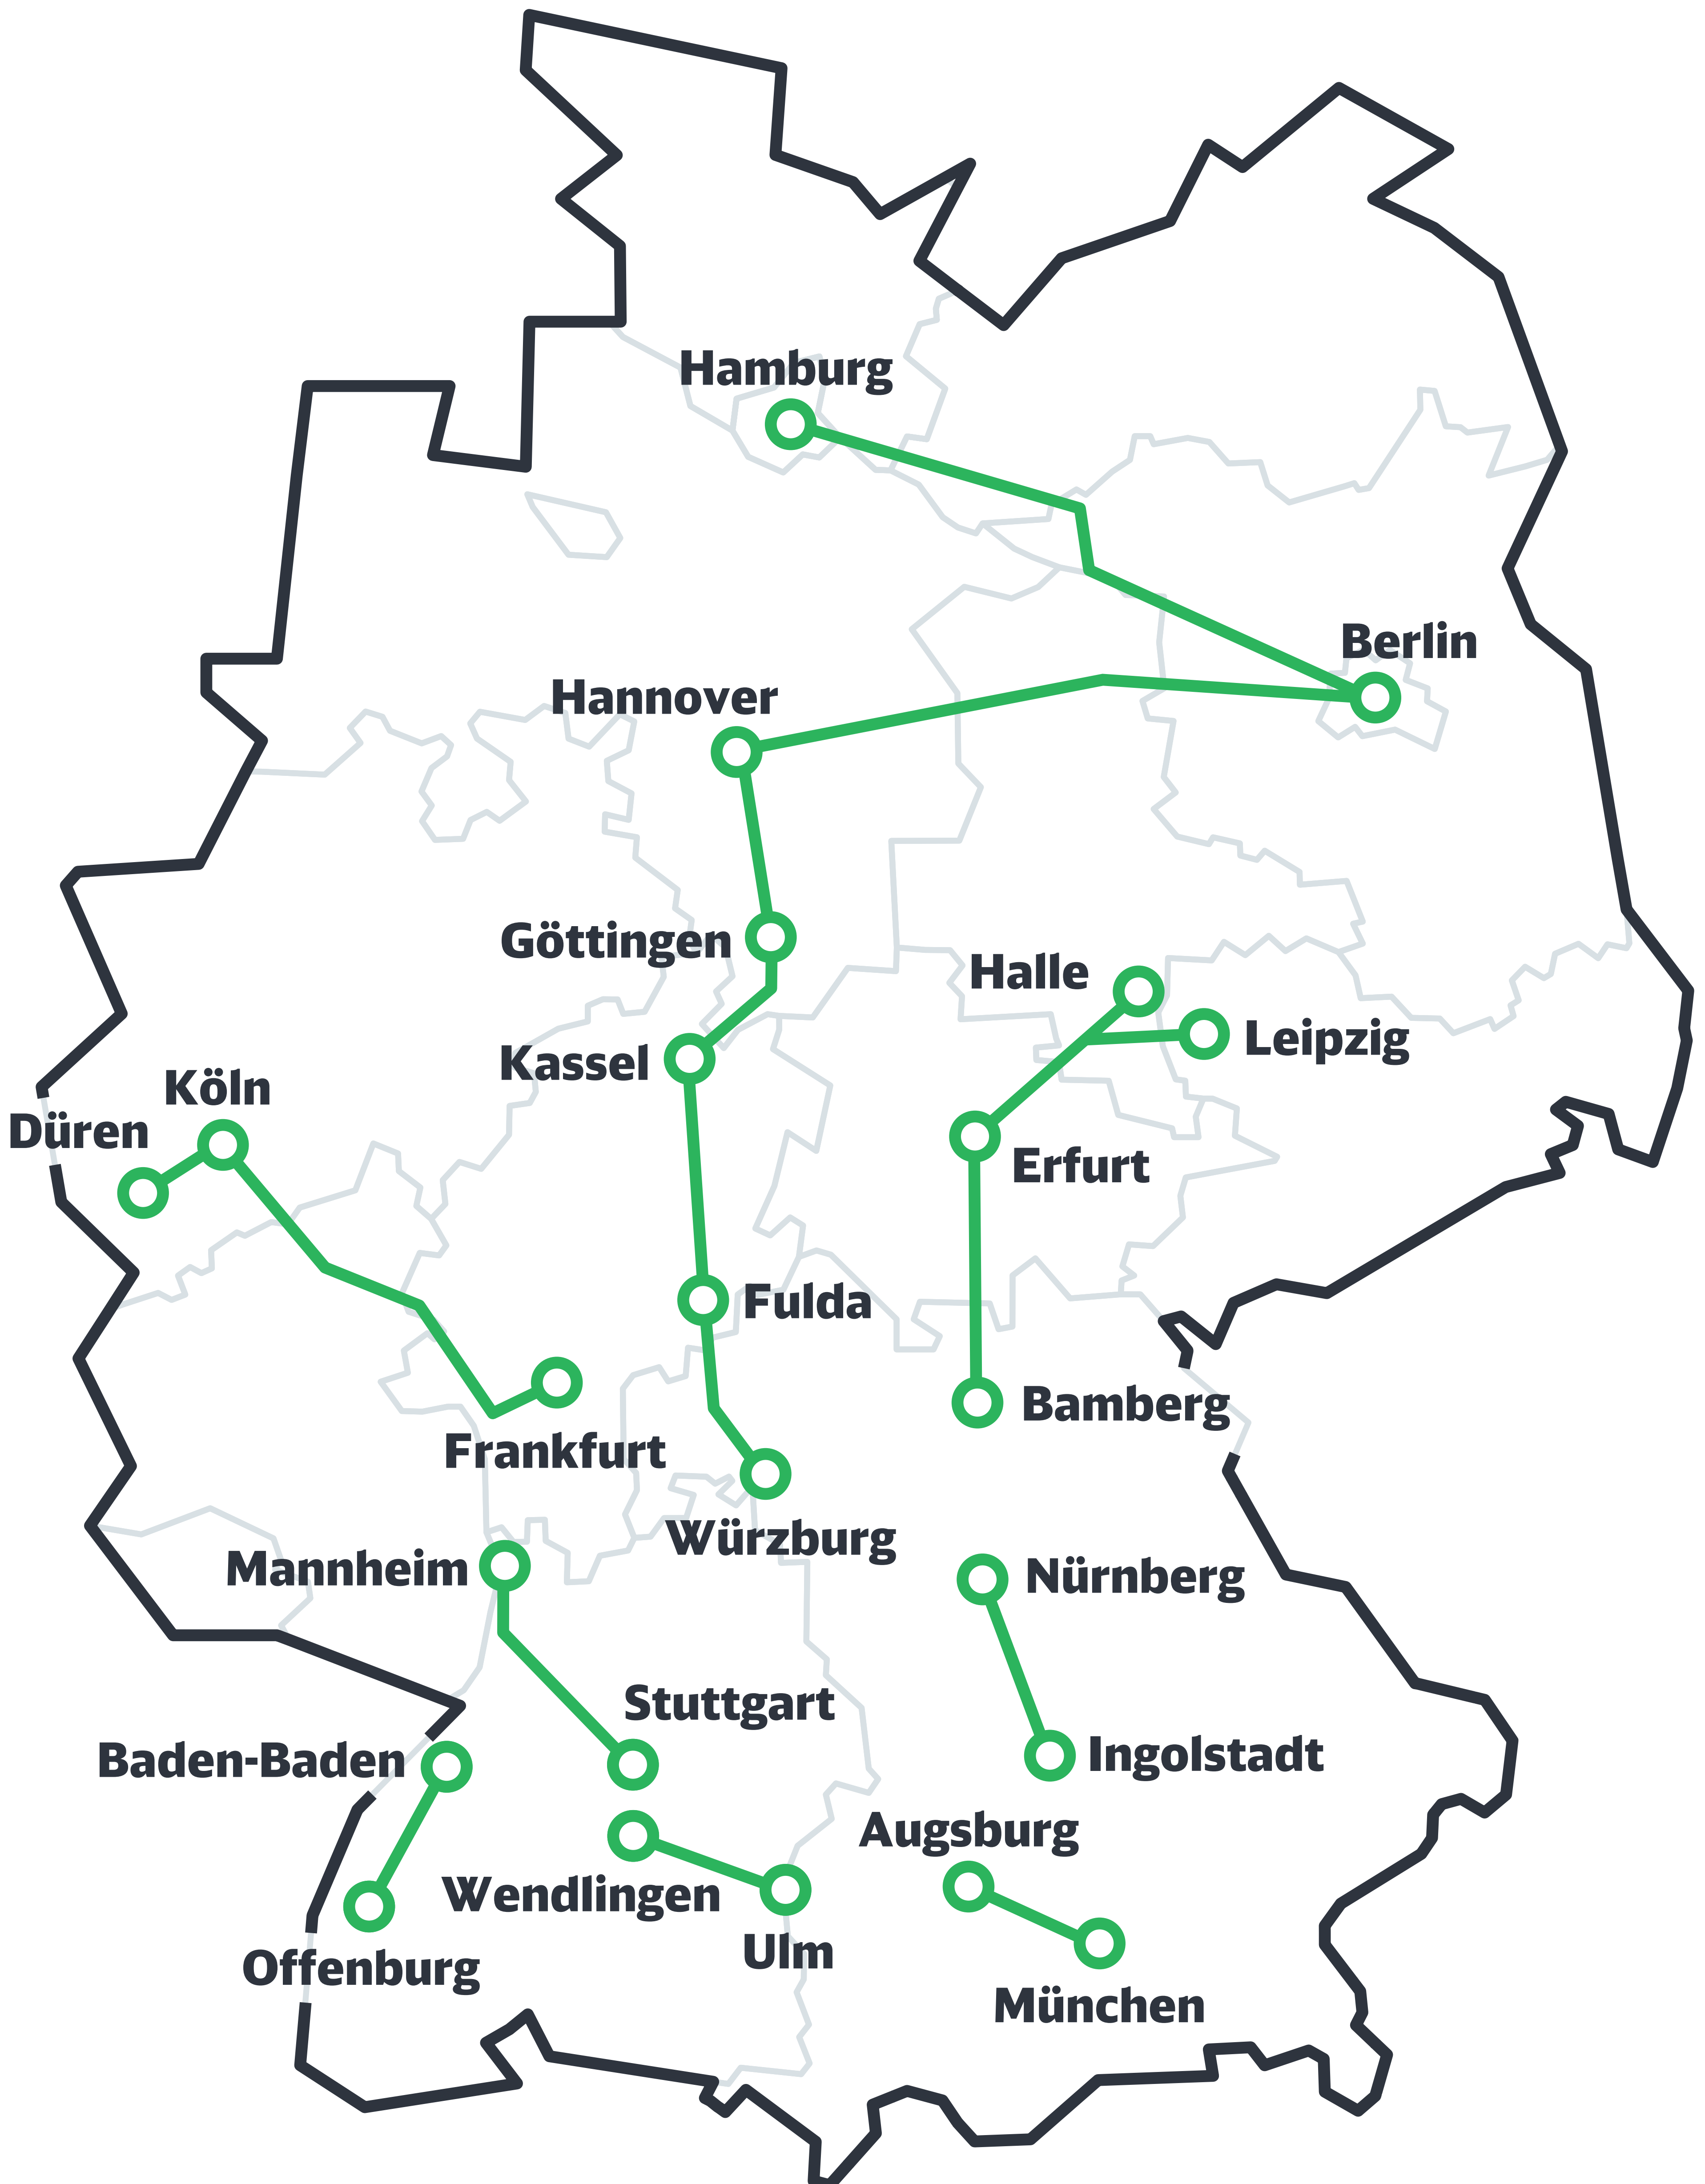 Hamburg
Berlin
Hannover
Göttingen
Halle
Leipzig
Kassel
Köln
Düren
Erfurt
Fulda
Bamberg
Frankfurt
Würzburg
Mannheim
Nürnberg
Stuttgart
Ingolstadt
Baden-Baden
Augsburg
Wendlingen
Ulm
Offenburg
München